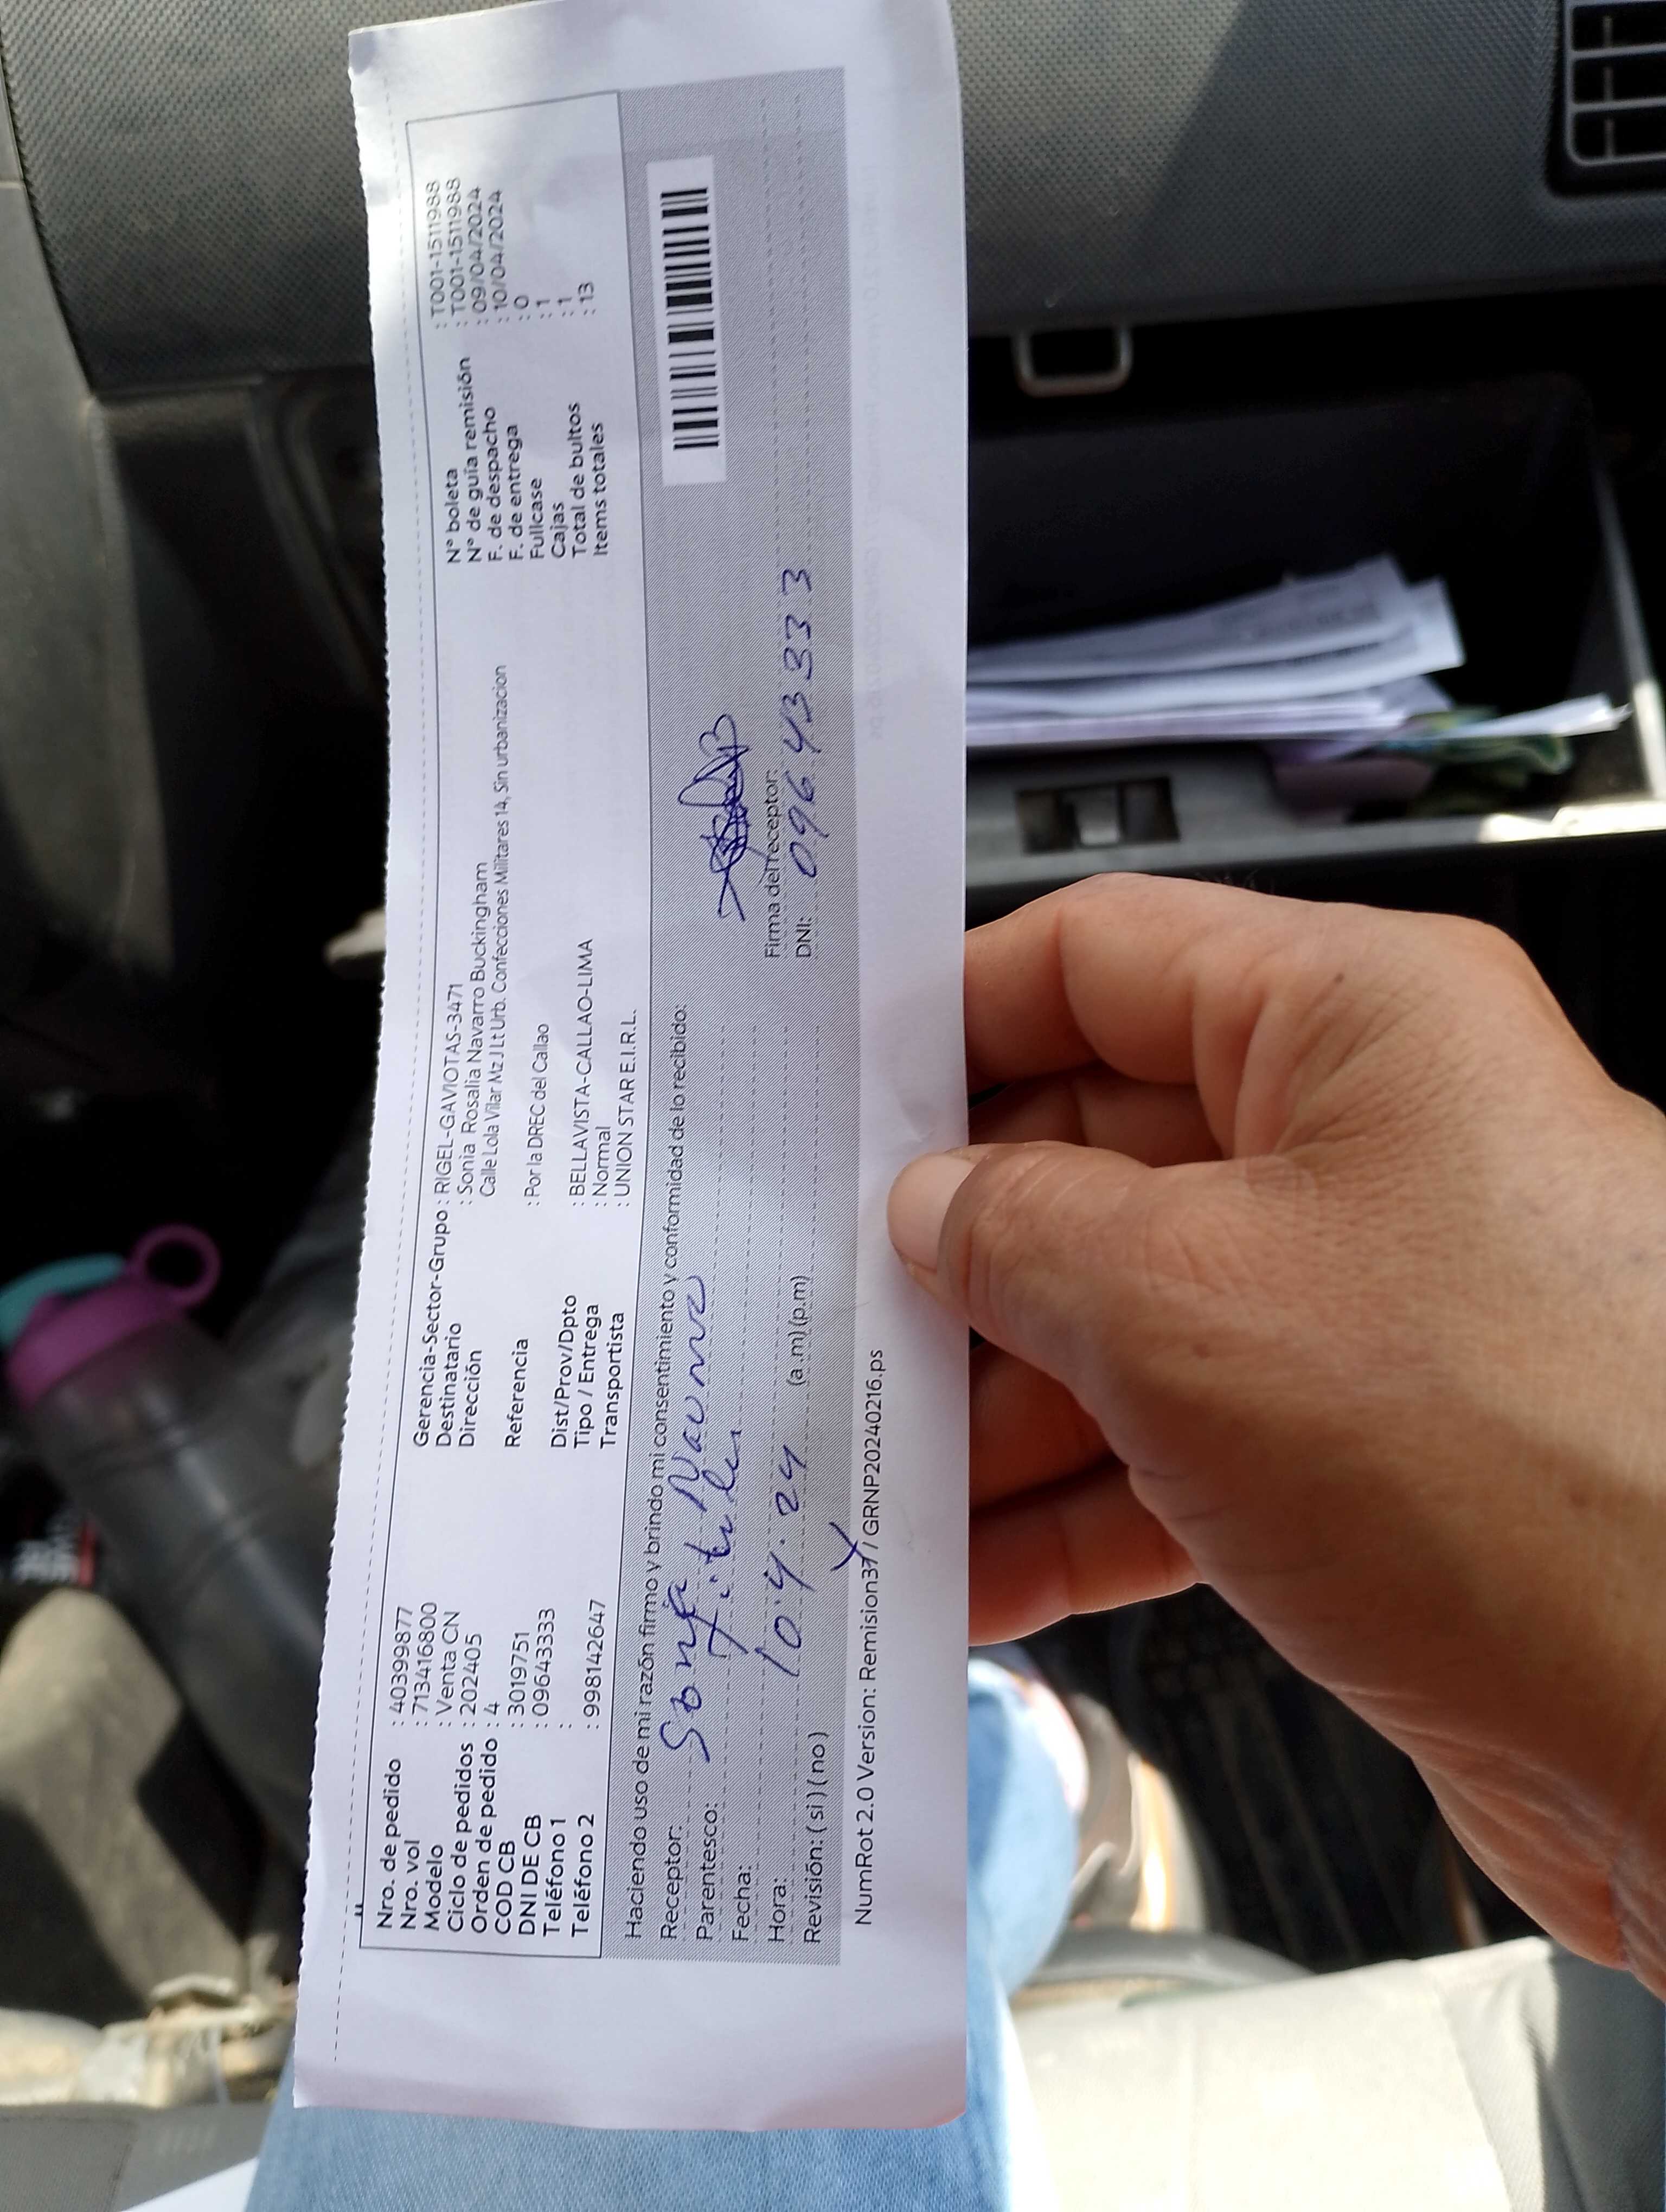 Nro. de pedido : 40399877
Nro. vol : 713416800
Modelo : Venta CN
Ciclo de pedidos : 202405
Orden de pedido : 4
COD CB : 3019751
DNI DE CB : 09643333
Teléfono 1 :
Teléfono 2 : 998142647
Gerencia-Sector-Grupo : RIGEL-GAVIOTAS-3471
Destinatario : Sonia Rosalia Navarro Buckingham
Dirección Calle Lola Vilar Mz J Lt Urb. Confecciones Militares 14, Sin urbanizacion
Referencia : Por la DREC del Callao
Dist/Prov/Dpto : BELLAVISTA-CALLAO-LIMA
Tipo / Entrega : Normal
Transportista : UNION STAR E.I.R.L.
N° boleta : T001-1511988
N° de guía remisión : T001-1511988
F. de despacho : 09/04/2024
F. de entrega : 10/04/2024
Fullcase : 0
Cajas : 1
Total de bultos : 1
Items totales : 13
Haciendo uso de mi razón firmo y brindo mi consentimiento y conformidad de lo recibido:
Receptor: Sonia Navarro
Parentesco: titular
Fecha: 10.4.24
Hora: (a.m) (p.m)
Revisión: ( si ) ( no )
Firma del receptor:
DNI: 09643333
NumRot 2.0 Version: Remision37 / GRNP20240216.ps